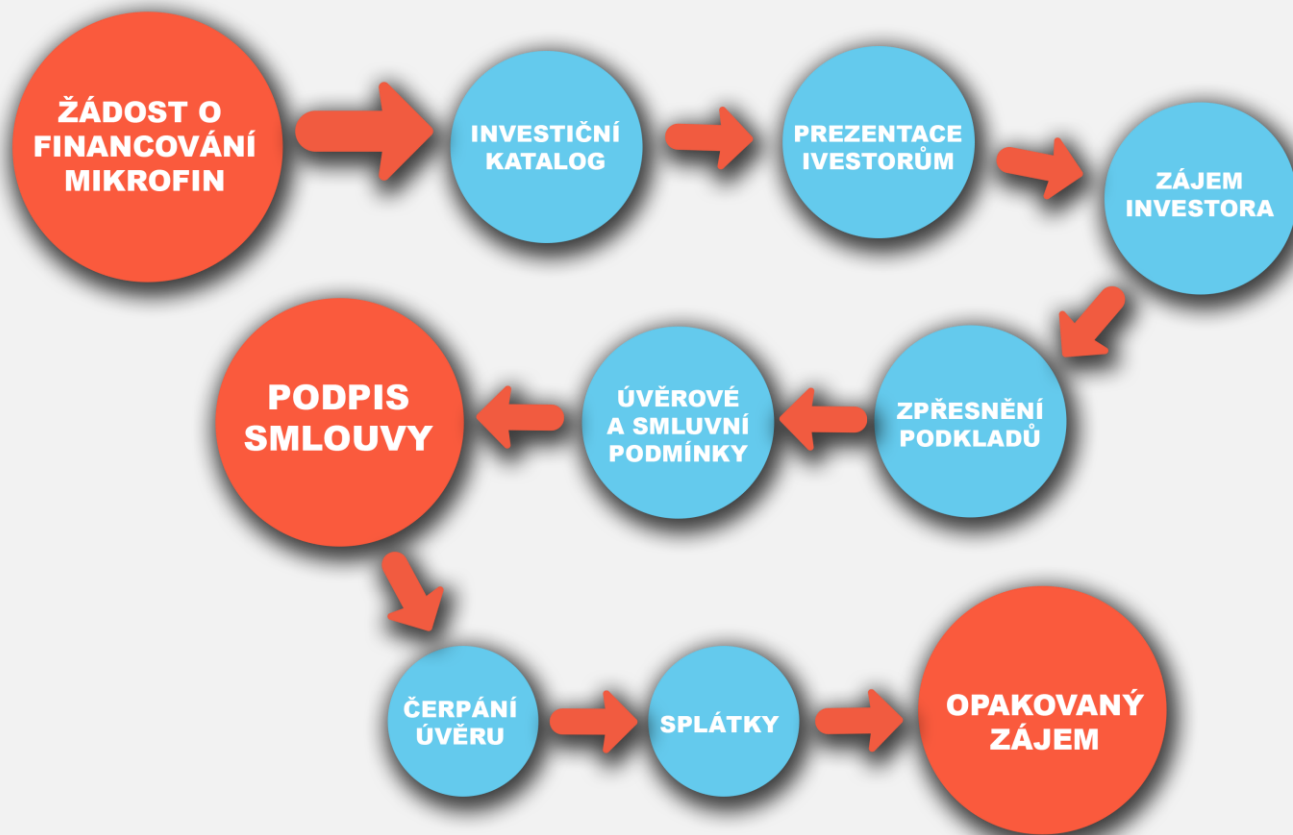 ŽÁDOST O
FINANCOVÁNÍ
MIKROFIN
INVESTIČNÍ
KATALOG
PREZENTACE
IVESTORŮM
ZÁJEM
INVESTORA
ZPŘESNĚNÍ
PODKLADŮ
ÚVĚROVÉ
A SMLUVNÍ
PODMÍNKY
PODPIS
SMLOUVY
ČERPÁNÍ
ÚVĚRU
SPLÁTKY
OPAKOVANÝ
ZÁJEM